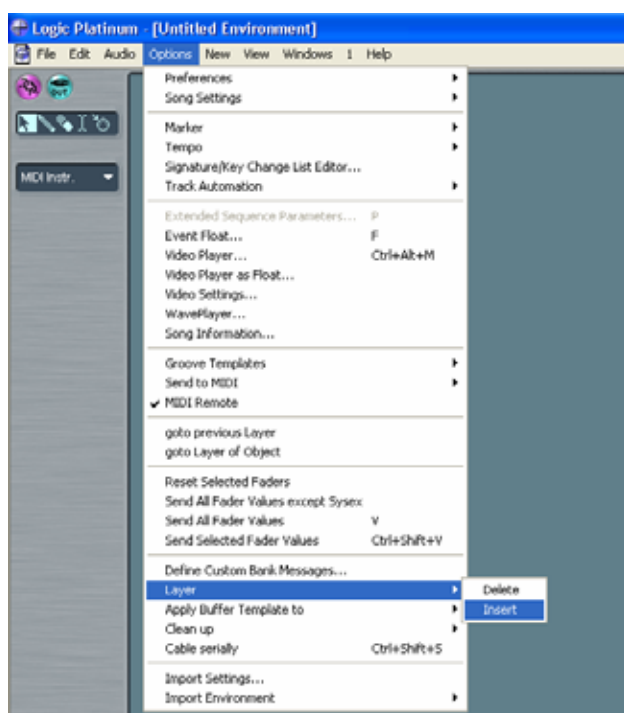 Logic Platinum - [Untitled Environment]
File Edit Audio Options New View Windows 1 Help
Preferences
Song Settings
MIDI Instr.
Marker
Tempo
Signature/Key Change List Editor...
Track Automation
Extended Sequence Parameters... P
Event Float... F
Video Player... Ctrl+Alt+M
Video Player as Float...
Video Settings...
WavePlayer...
Song Information...
Groove Templates
Send to MIDI
MIDI Remote
goto previous Layer
goto Layer of Object
Reset Selected Faders
Send All Fader Values except Sysex
Send All Fader Values V
Send Selected Fader Values Ctrl+Shift+V
Define Custom Bank Messages...
Layer Delete
Apply Buffer Template to Insert
Clean up
Cable serially Ctrl+Shift+S
Import Settings...
Import Environment